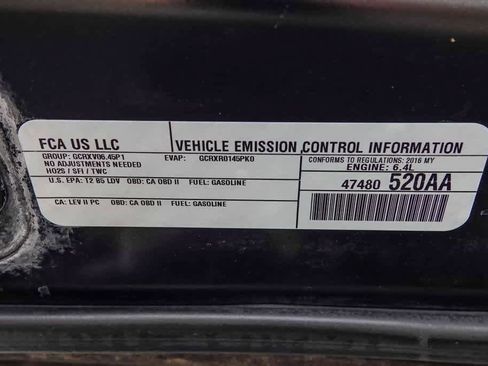 FCA US LLC
VEHICLE EMISSION CONTROL INFORMATION
GROUP: GCRXV06.45P1 EVAP: GCRXR0145PK0
NO ADJUSTMENTS NEEDED
HO2S / SFI / TWC
CONFORMS TO REGULATIONS: 2016 MY
ENGINE: 6.4L
U.S. EPA: T2 B5 LDV OBD: CA OBD II FUEL: GASOLINE
47480 520AA
CA: LEV II PC OBD: CA OBD II FUEL: GASOLINE